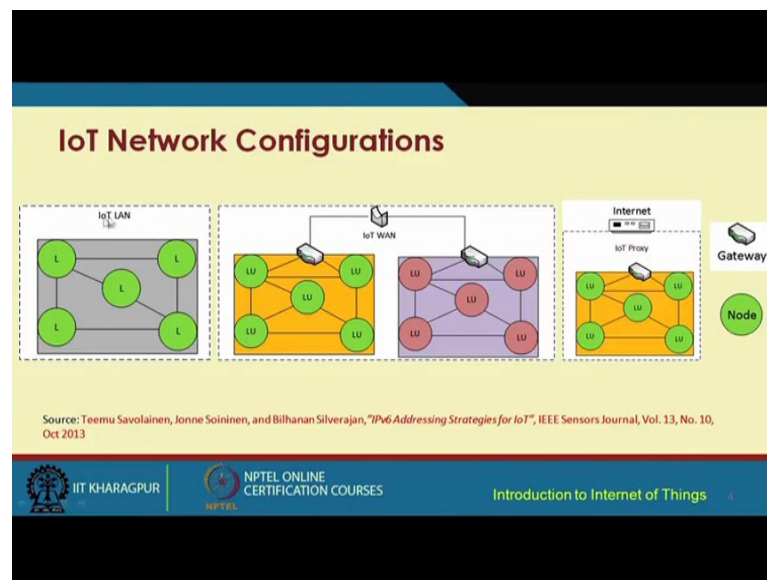 IoT Network Configurations
IoT LAN
L
L
L
L
L
IoT WAN
LU
LU
LU
LU
LU
LU
LU
LU
LU
LU
Internet
IoT Proxy
LU
LU
LU
LU
LU
Gateway
Node
Source: Teemu Savolainen, Jonne Soininen, and Bilhanan Silverajan,"IPv6 Addressing Strategies for IoT", IEEE Sensors Journal, Vol. 13, No. 10,
Oct 2013
IIT KHARAGPUR
NPTEL
NPTEL ONLINE
CERTIFICATION COURSES
Introduction to Internet of Things
4